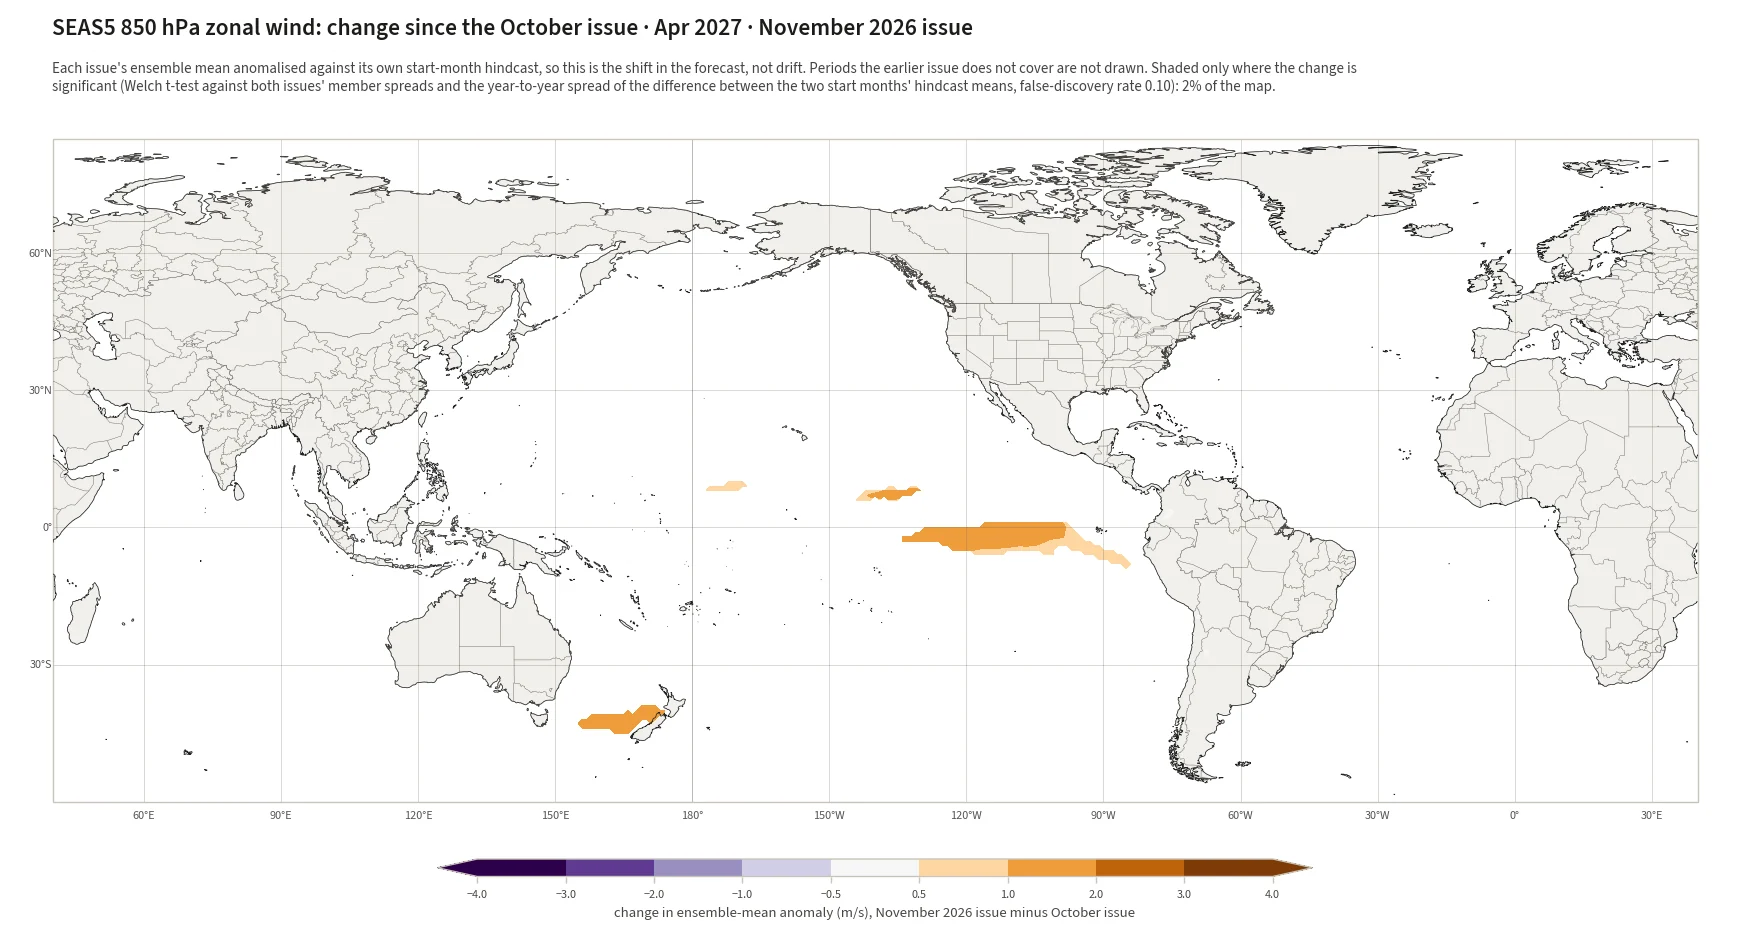 SEAS5 850 hPa zonal wind: change since the October issue · Apr 2027 · November 2026 issue
Each issue's ensemble mean anomalised against its own start-month hindcast, so this is the shift in the forecast, not drift. Periods the earlier issue does not cover are not drawn. Shaded only where the change is
significant (Welch t-test against both issues' member spreads and the year-to-year spread of the difference between the two start months' hindcast means, false-discovery rate 0.10): 2% of the map.
60°N
30°N
0°
30°S
60°E 90°E 120°E 150°E 180° 150°W 120°W 90°W 60°W 30°W 0° 30°E
−4.0 −3.0 −2.0 −1.0 −0.5 0.5 1.0 2.0 3.0 4.0
change in ensemble-mean anomaly (m/s), November 2026 issue minus October issue